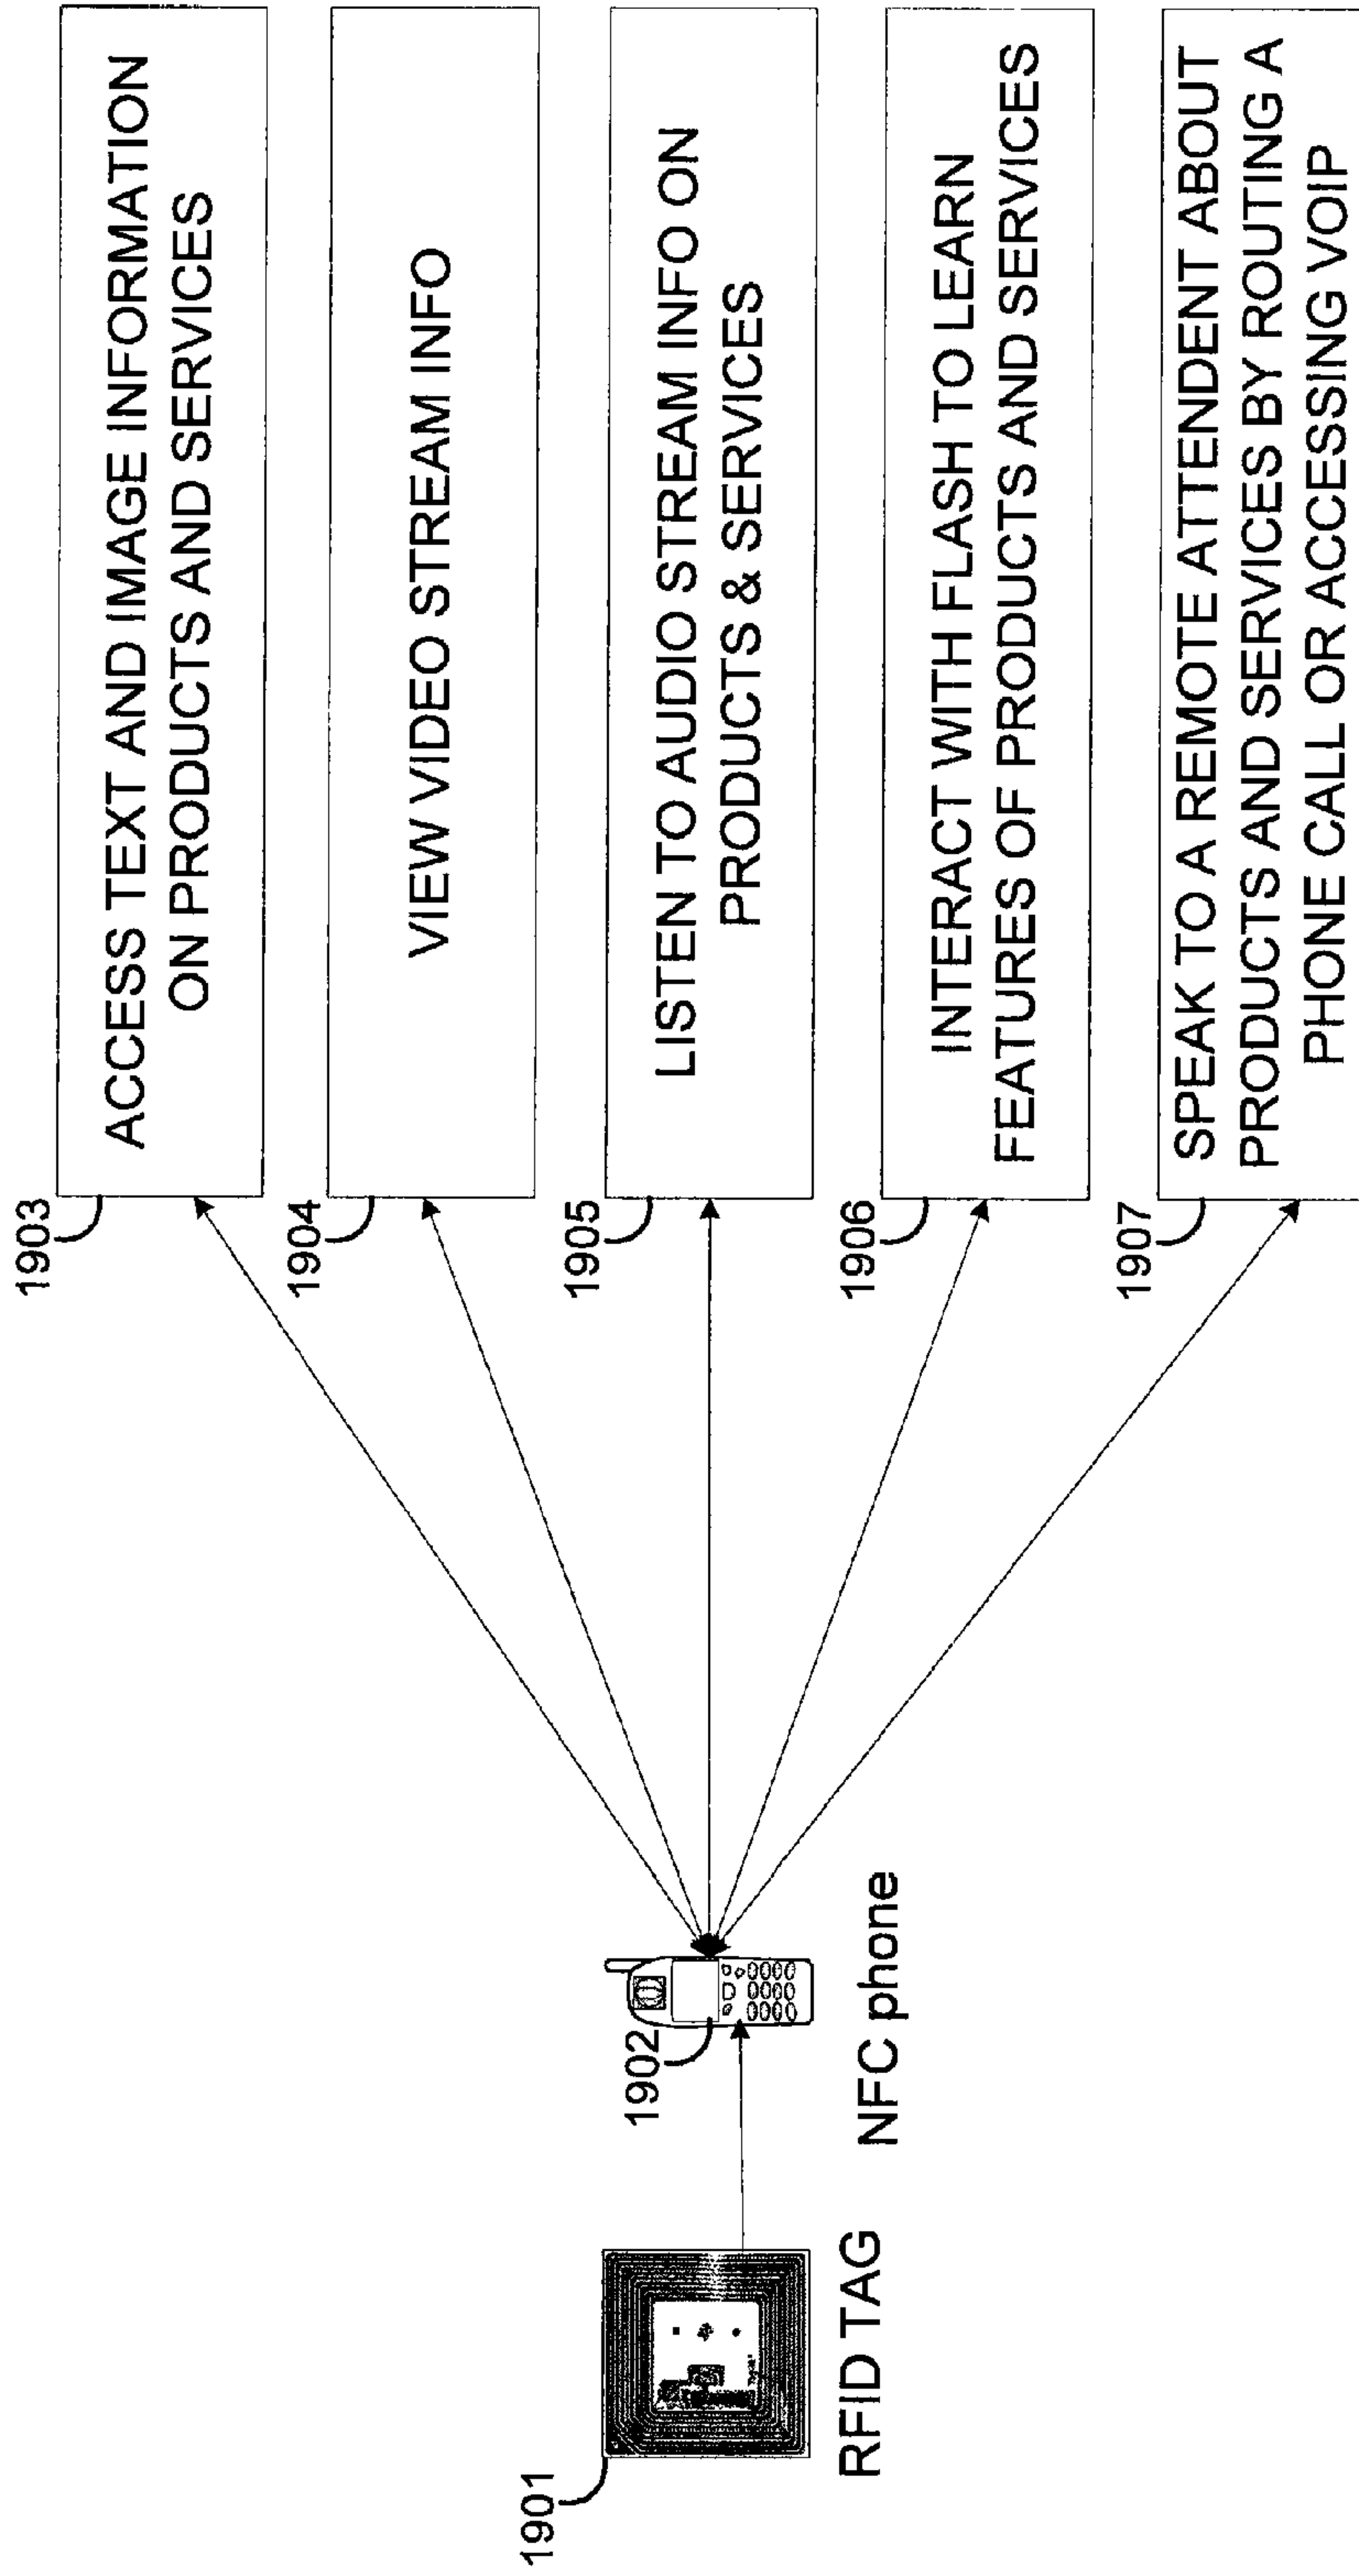 1903
ACCESS TEXT AND IMAGE INFORMATION
ON PRODUCTS AND SERVICES
1904
VIEW VIDEO STREAM INFO
1905
LISTEN TO AUDIO STREAM INFO ON
PRODUCTS & SERVICES
1906
INTERACT WITH FLASH TO LEARN
FEATURES OF PRODUCTS AND SERVICES
1907
SPEAK TO A REMOTE ATTENDENT ABOUT
PRODUCTS AND SERVICES BY ROUTING A
PHONE CALL OR ACCESSING VOIP
1901
RFID TAG
1902
NFC phone